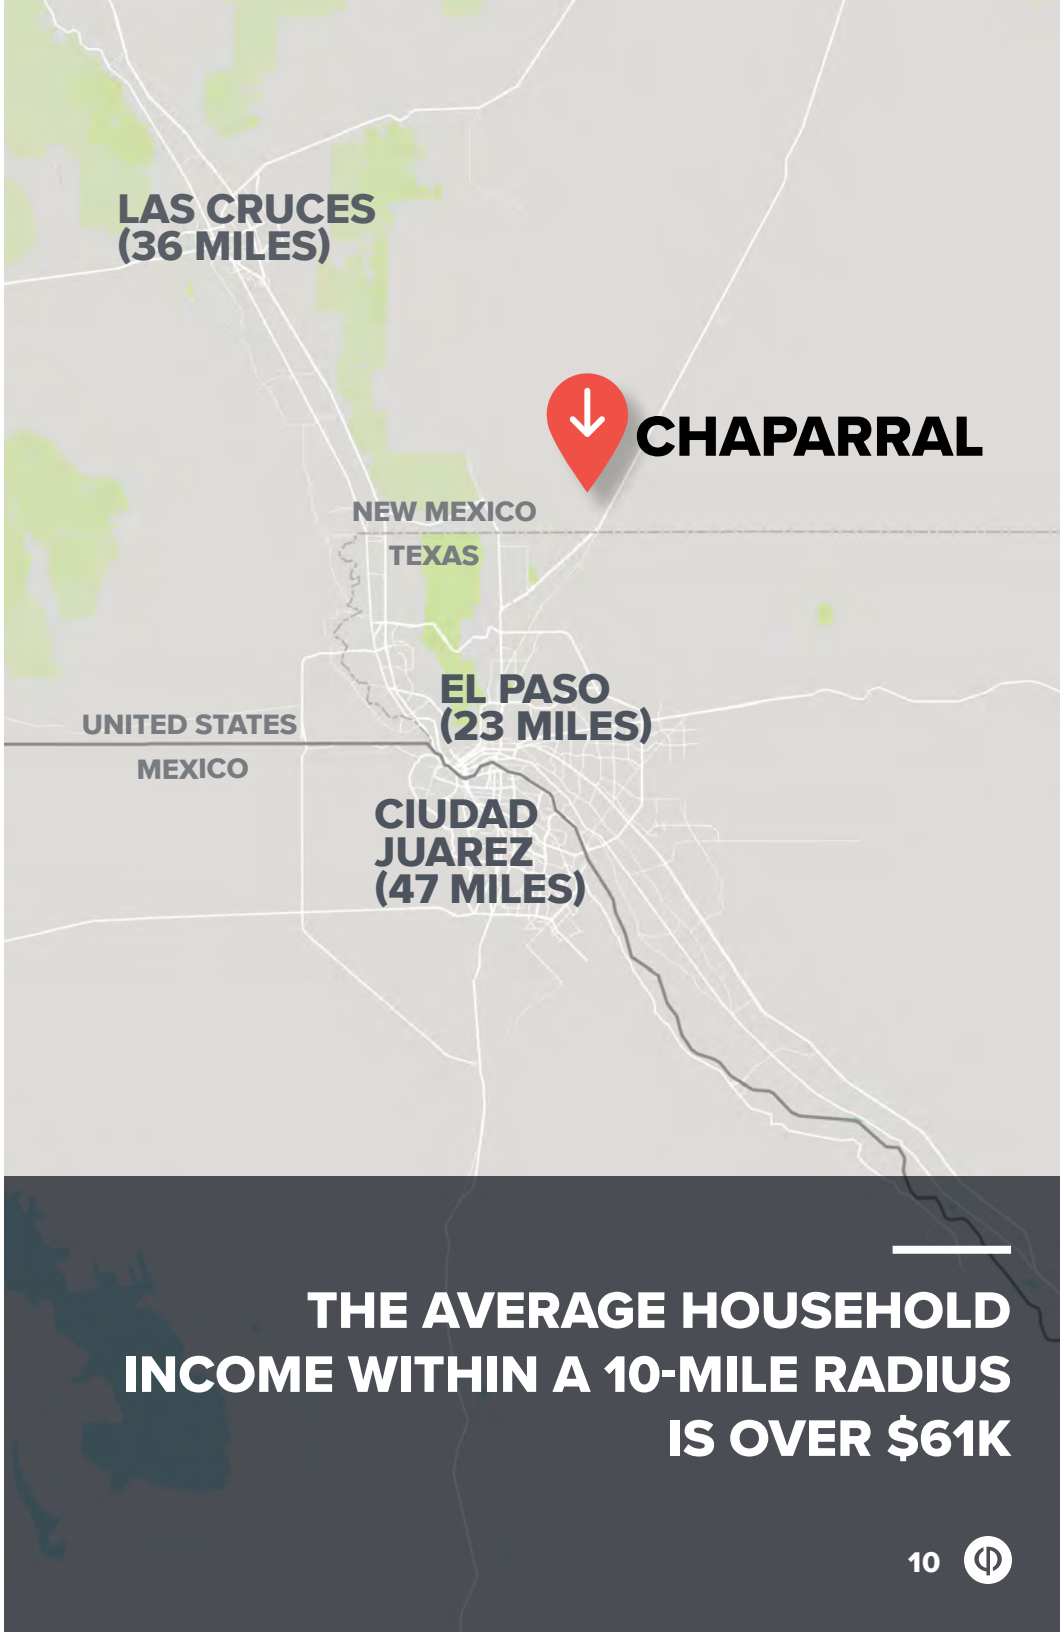 LAS CRUCES
(36 MILES)
CHAPARRAL
NEW MEXICO
TEXAS
EL PASO
(23 MILES)
UNITED STATES
MEXICO
CIUDAD
JUAREZ
(47 MILES)
THE AVERAGE HOUSEHOLD
INCOME WITHIN A 10-MILE RADIUS
IS OVER $61K
10